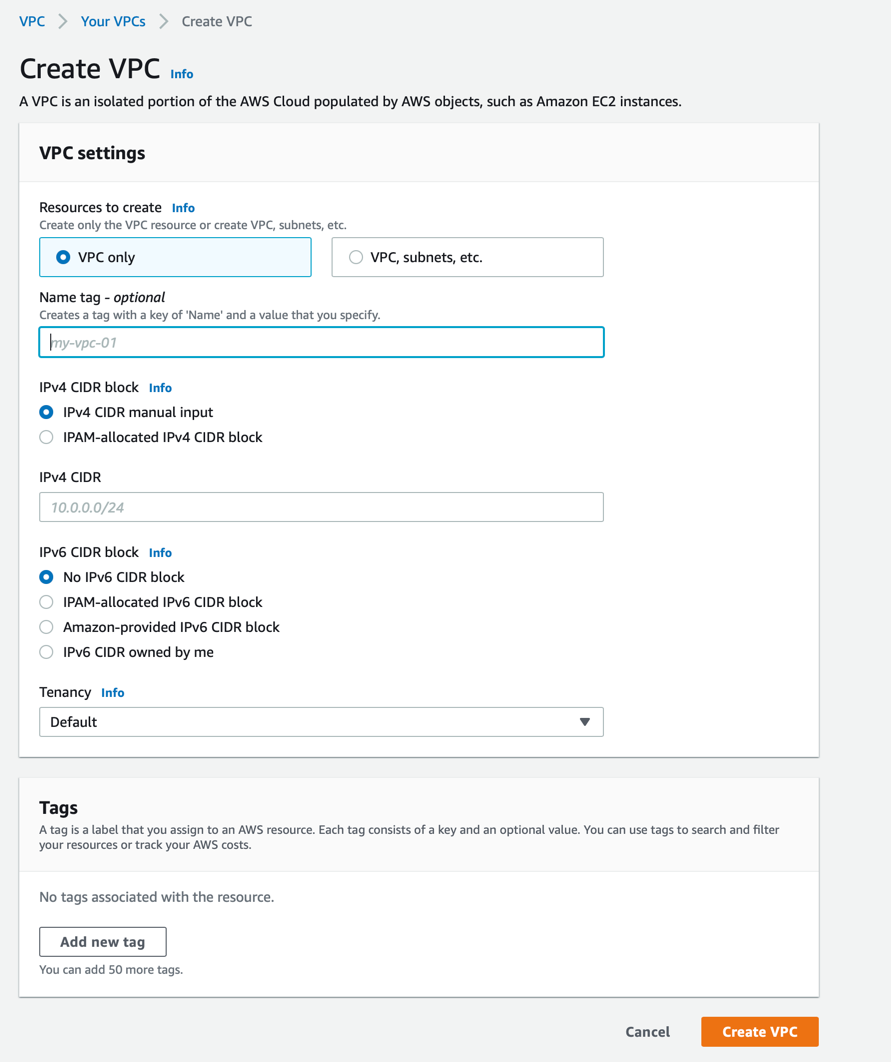 VPC > Your VPCs > Create VPC
Create VPC Info
A VPC is an isolated portion of the AWS Cloud populated by AWS objects, such as Amazon EC2 instances.
VPC settings
Resources to create Info
Create only the VPC resource or create VPC, subnets, etc.
VPC only
VPC, subnets, etc.
Name tag - optional
Creates a tag with a key of 'Name' and a value that you specify.
my-vpc-01
IPv4 CIDR block Info
IPv4 CIDR manual input
IPAM-allocated IPv4 CIDR block
IPv4 CIDR
10.0.0.0/24
IPv6 CIDR block Info
No IPv6 CIDR block
IPAM-allocated IPv6 CIDR block
Amazon-provided IPv6 CIDR block
IPv6 CIDR owned by me
Tenancy Info
Default
Tags
A tag is a label that you assign to an AWS resource. Each tag consists of a key and an optional value. You can use tags to search and filter
your resources or track your AWS costs.
No tags associated with the resource.
Add new tag
You can add 50 more tags.
Cancel
Create VPC